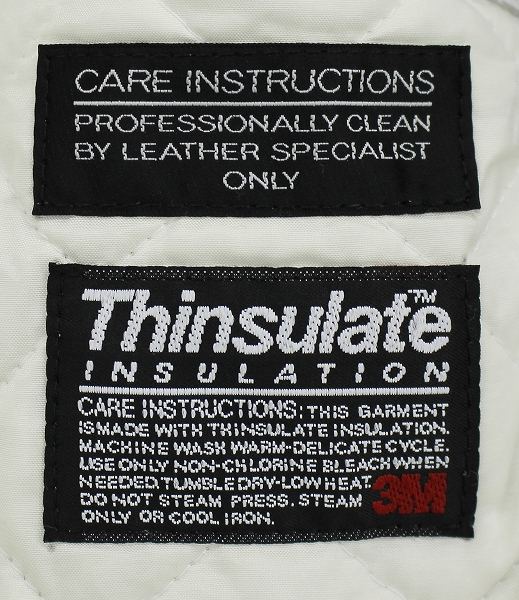 CARE INSTRUCTIONS
PROFESSIONALLY CLEAN
BY LEATHER SPECIALIST
ONLY
Thinsulate™
INSULATION
CARE INSTRUCTIONS: THIS GARMENT
IS MADE WITH THINSULATE INSULATION.
MACHINE WASH WARM-DELICATE CYCLE.
USE ONLY NON-CHLORINE BLEACH WHEN
NEEDED. TUMBLE DRY-LOW HEAT.
DO NOT STEAM PRESS. STEAM
ONLY OR COOL IRON.
3M